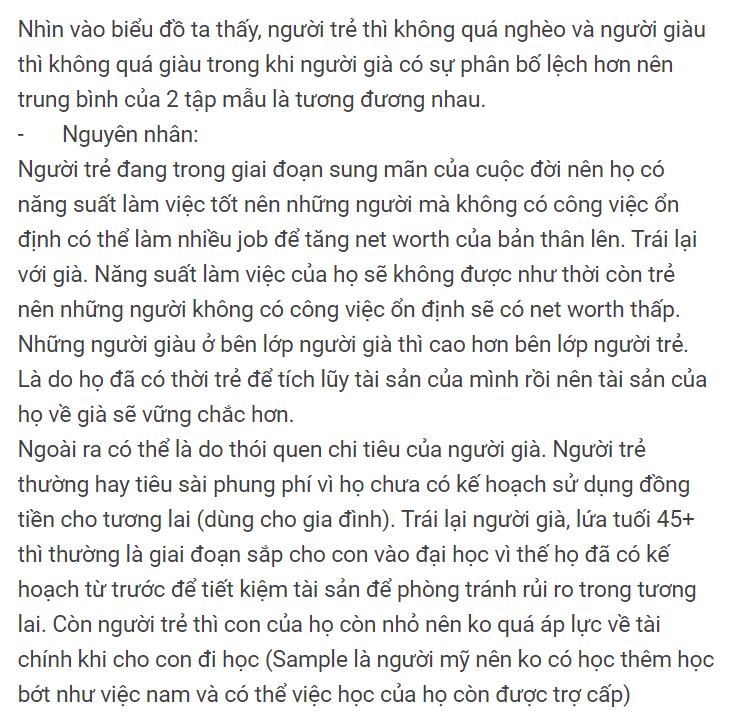 Nhìn vào biểu đồ ta thấy, người trẻ thì không quá nghèo và người giàu
thì không quá giàu trong khi người già có sự phân bố lệch hơn nên
trung bình của 2 tập mẫu là tương đương nhau.
- Nguyên nhân:
Người trẻ đang trong giai đoạn sung mãn của cuộc đời nên họ có
năng suất làm việc tốt nên những người mà không có công việc ổn
định có thể làm nhiều job để tăng net worth của bản thân lên. Trái lại
với già. Năng suất làm việc của họ sẽ không được như thời còn trẻ
nên những người không có công việc ổn định sẽ có net worth thấp.
Những người giàu ở bên lớp người già thì cao hơn bên lớp người trẻ.
Là do họ đã có thời trẻ để tích lũy tài sản của mình rồi nên tài sản của
họ về già sẽ vững chắc hơn.
Ngoài ra có thể là do thói quen chi tiêu của người già. Người trẻ
thường hay tiêu sài phung phí vì họ chưa có kế hoạch sử dụng đồng
tiền cho tương lai (dùng cho gia đình). Trái lại người già, lứa tuổi 45+
thì thường là giai đoạn sắp cho con vào đại học vì thế họ đã có kế
hoạch từ trước để tiết kiệm tài sản để phòng tránh rủi ro trong tương
lai. Còn người trẻ thì con của họ còn nhỏ nên ko quá áp lực về tài
chính khi cho con đi học (Sample là người mỹ nên ko có học thêm học
bớt như việc nam và có thể việc học của họ còn được trợ cấp)